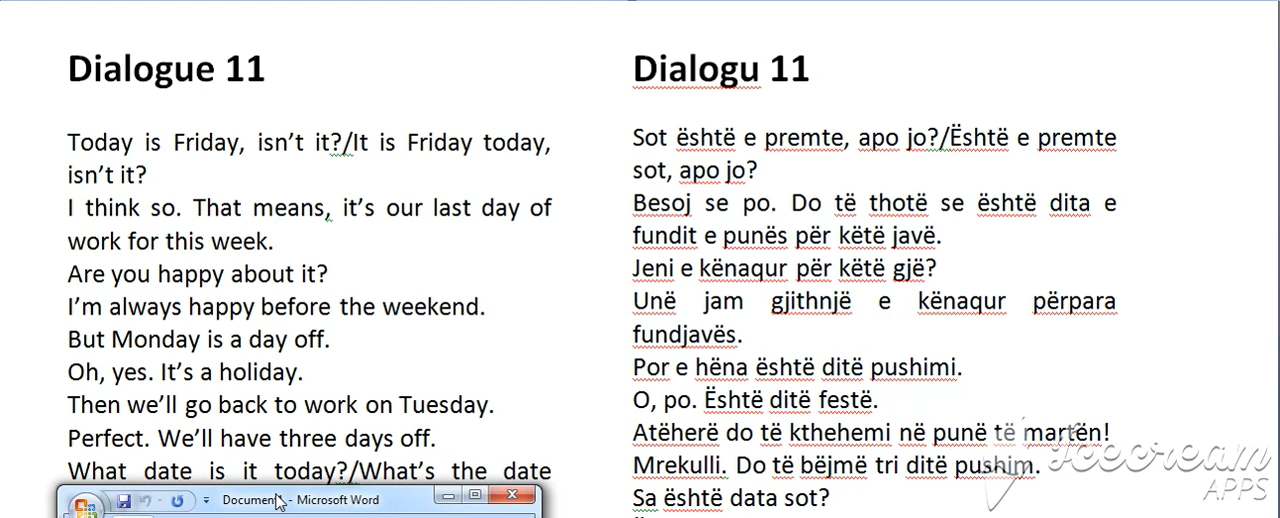 Dialogue 11
Today is Friday, isn't it?/It is Friday today,
isn't it?
I think so. That means, it's our last day of
work for this week.
Are you happy about it?
I'm always happy before the weekend.
But Monday is a day off.
Oh, yes. It's a holiday.
Then we'll go back to work on Tuesday.
Perfect. We'll have three days off.
What date is it today?/What's the date
Dialogu 11
Sot është e premte, apo jo?/Është e premte
sot, apo jo?
Besoj se po. Do të thotë se është dita e
fundit e punës për këtë javë.
Jeni e kënaqur për këtë gjë?
Unë jam gjithnjë e kënaqur përpara
fundjavës.
Por e hëna është ditë pushimi.
O, po. Është ditë festë.
Atëherë do të kthehemi në punë të martën!
Mrekulli. Do të bëjmë tri ditë pushim.
Sa është data sot?
Icecream
APPS
Document - Microsoft Word